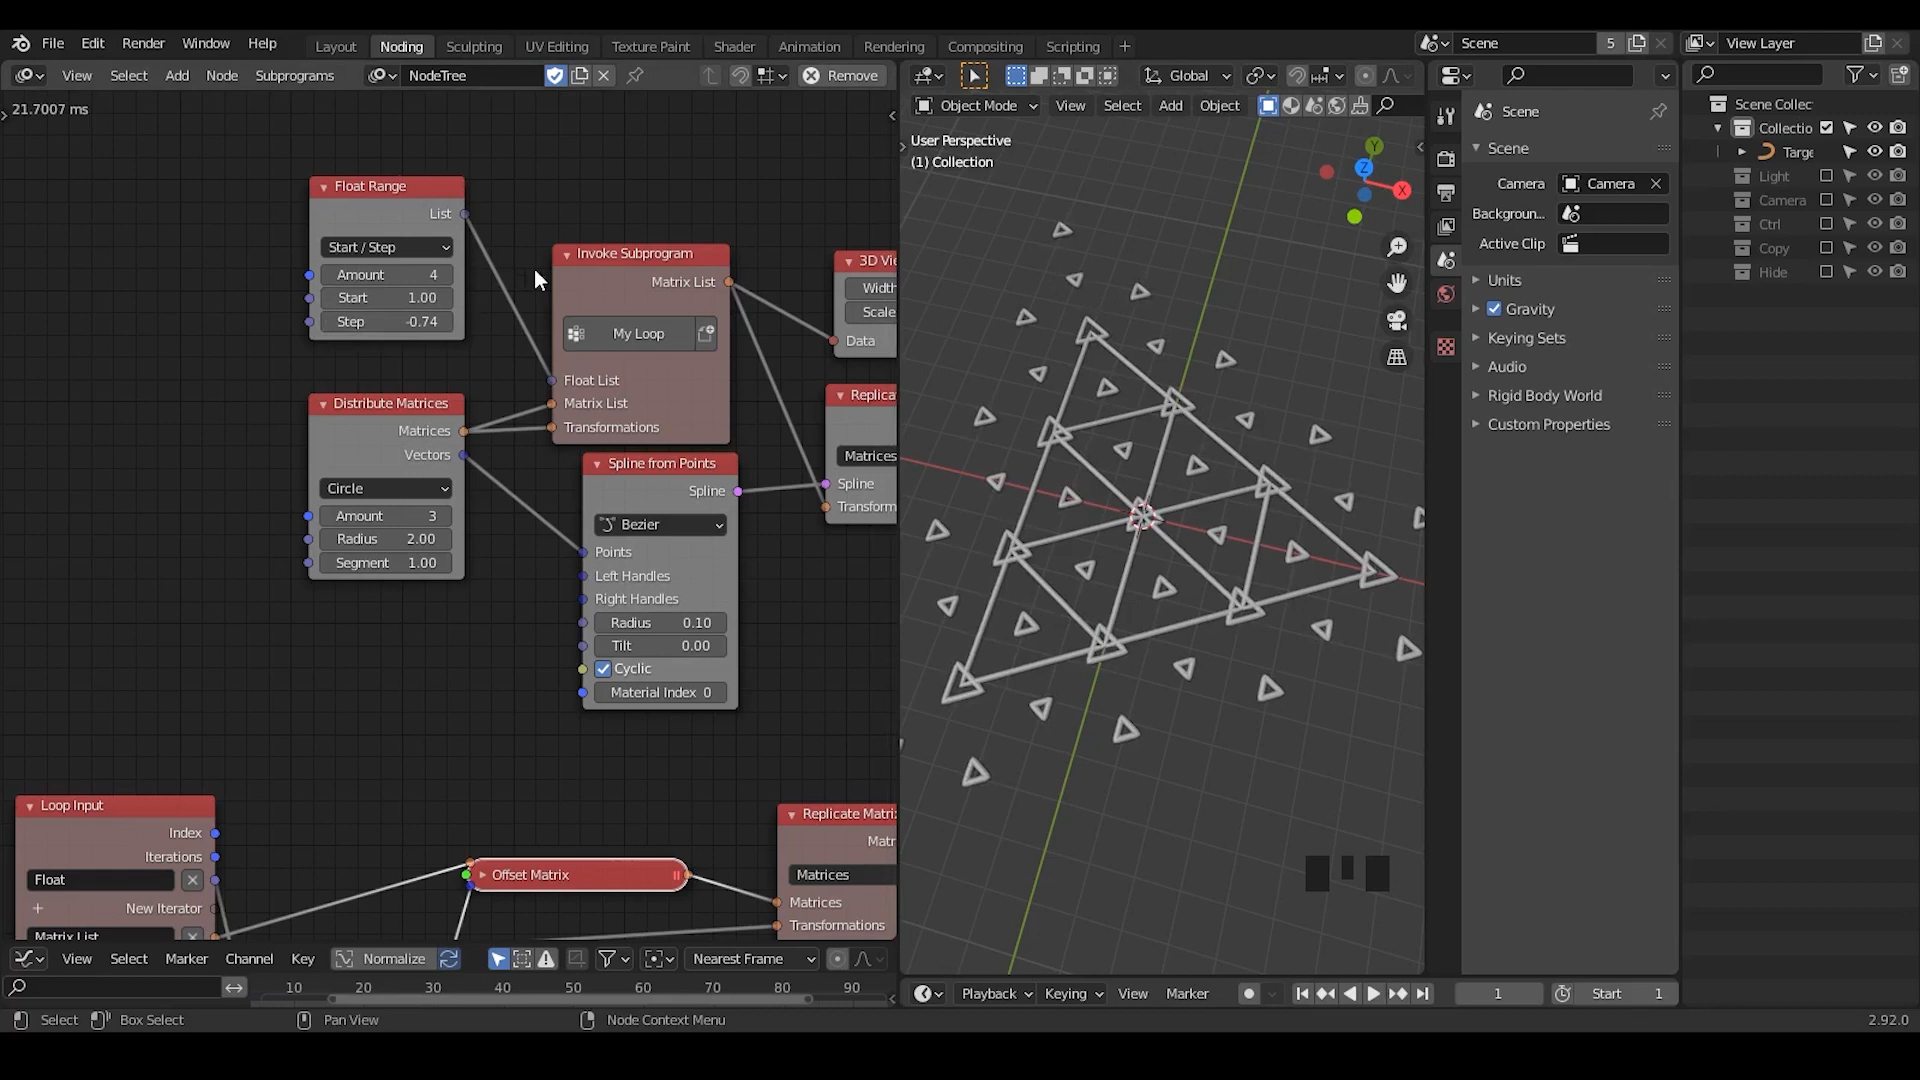 File Edit Render Window Help Layout Noding Sculpting UV Editing Texture Paint Shader Animation Rendering Compositing Scripting + Scene 5 View Layer
View Select Add Node Subprograms NodeTree Remove Global
Object Mode View Select Add Object
21.7007 ms
User Perspective
(1) Collection
Y
Z
X
Float Range
List
Start / Step
Amount 4
Start 1.00
Step -0.74
Invoke Subprogram
Matrix List
My Loop
Float List
Matrix List
Transformations
3D Vie
Width
Scale
Data
Distribute Matrices
Matrices
Vectors
Circle
Amount 3
Radius 2.00
Segment 1.00
Spline from Points
Spline
Bezier
Points
Left Handles
Right Handles
Radius 0.10
Tilt 0.00
Cyclic
Material Index 0
Replica
Matrices
Spline
Transform
Loop Input
Index
Iterations
Float
New Iterator
Matrix List
Offset Matrix
Replicate Matri
Matr
Matrices
Matrices
Transformations
Scene
Scene
Camera Camera
Backgroun...
Active Clip
Units
Gravity
Keying Sets
Audio
Rigid Body World
Custom Properties
Scene Collec
Collectio
Targe
Light
Camera
Ctrl
Copy
Hide
View Select Marker Channel Key Normalize Nearest Frame
10 20 30 40 50 60 70 80 90
Playback Keying View Marker 1 Start 1
Select Box Select Pan View Node Context Menu 2.92.0